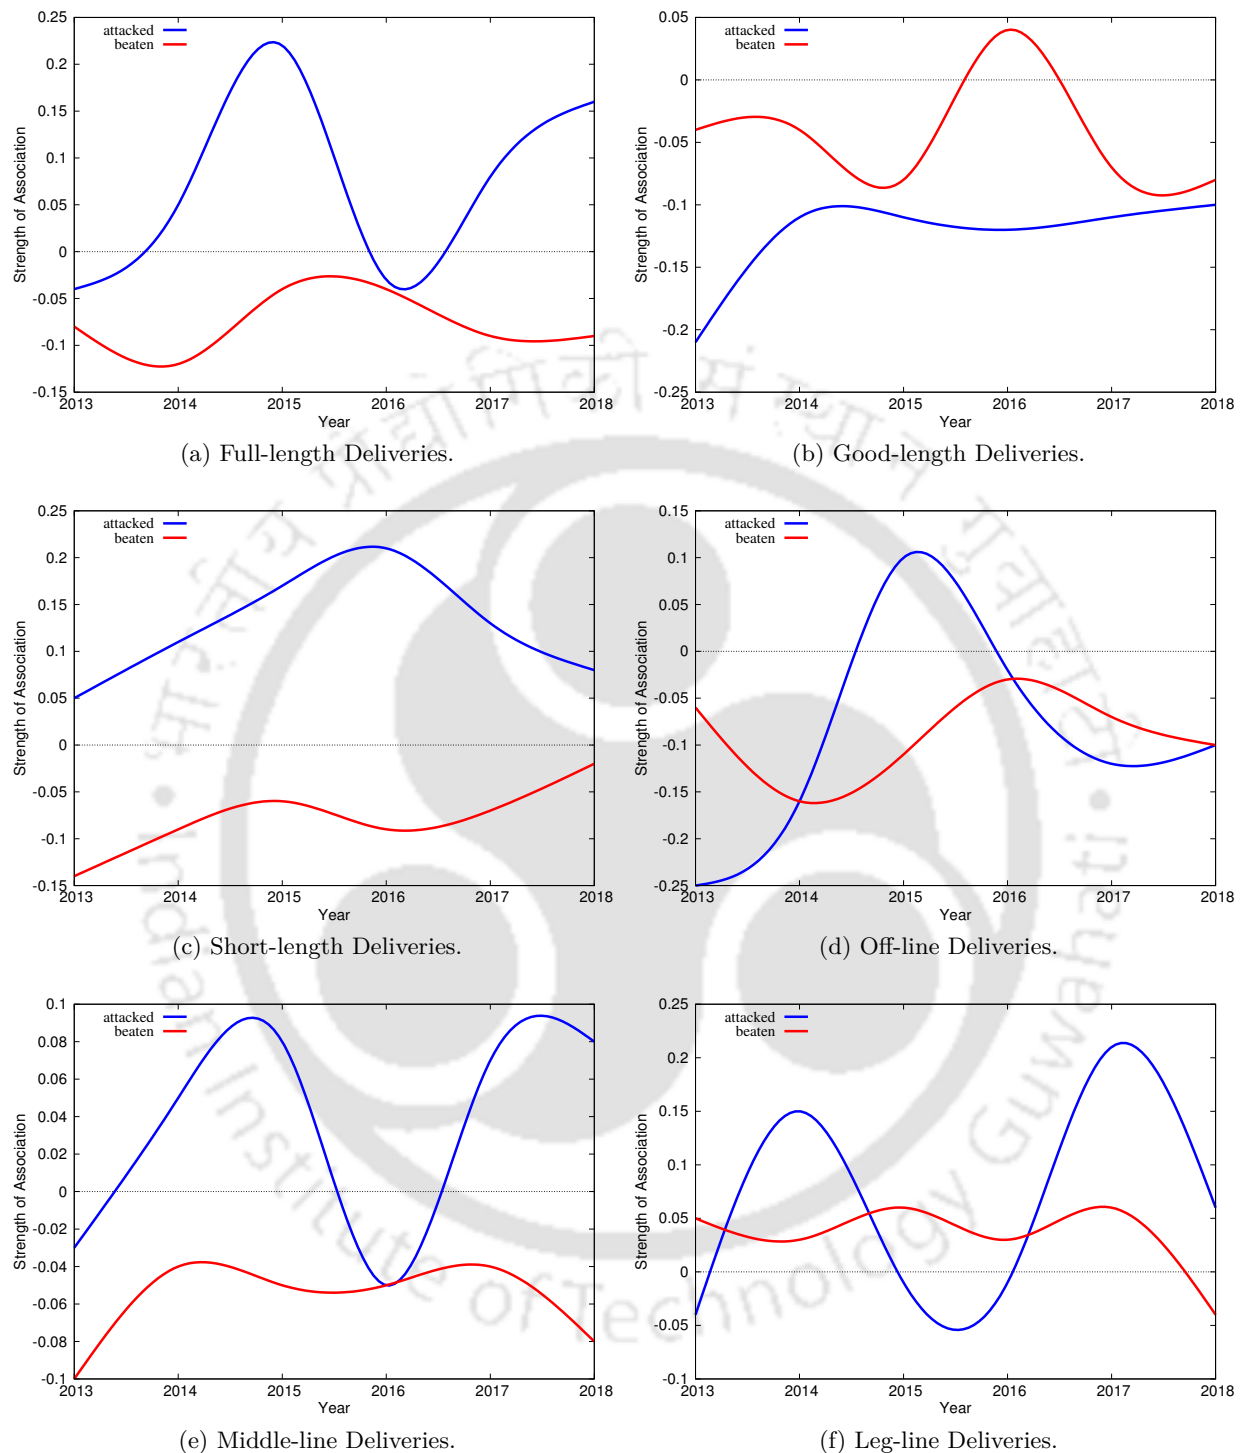 attacked
beaten
0.25
0.2
0.15
0.1
0.05
0
-0.05
-0.1
-0.15
Strength of Association
2013 2014 2015 2016 2017 2018
Year
(a) Full-length Deliveries.
attacked
beaten
0.05
0
-0.05
-0.1
-0.15
-0.2
-0.25
Strength of Association
2013 2014 2015 2016 2017 2018
Year
(b) Good-length Deliveries.
attacked
beaten
0.25
0.2
0.15
0.1
0.05
0
-0.05
-0.1
-0.15
Strength of Association
2013 2014 2015 2016 2017 2018
Year
(c) Short-length Deliveries.
attacked
beaten
0.15
0.1
0.05
0
-0.05
-0.1
-0.15
-0.2
-0.25
Strength of Association
2013 2014 2015 2016 2017 2018
Year
(d) Off-line Deliveries.
attacked
beaten
0.1
0.08
0.06
0.04
0.02
0
-0.02
-0.04
-0.06
-0.08
-0.1
Strength of Association
2013 2014 2015 2016 2017 2018
Year
(e) Middle-line Deliveries.
attacked
beaten
0.25
0.2
0.15
0.1
0.05
0
-0.05
-0.1
Strength of Association
2013 2014 2015 2016 2017 2018
Year
(f) Leg-line Deliveries.
Indian Institute of Technology Guwahati